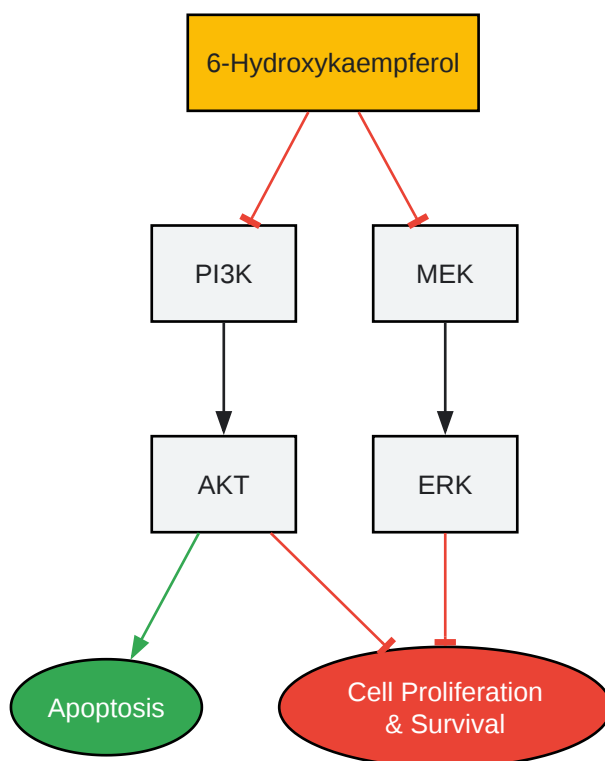 6-Hydroxykaempferol
PI3K
MEK
AKT
ERK
Apoptosis
Cell Proliferation
& Survival